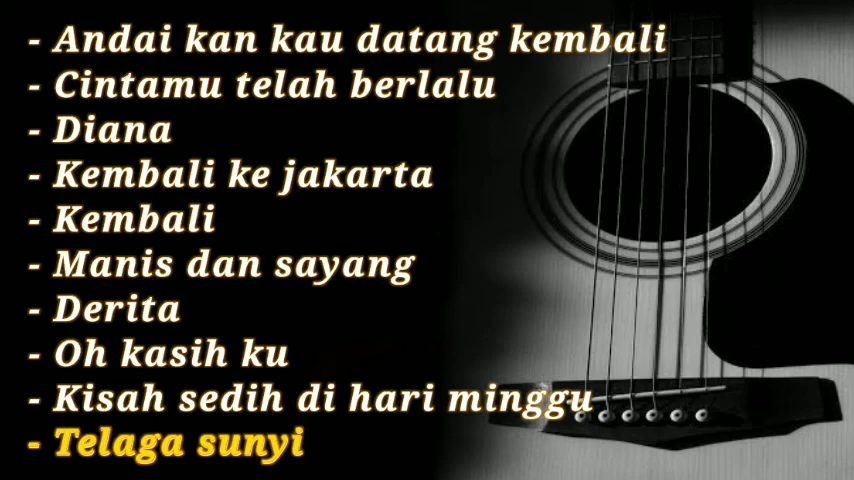 - Andai kan kau datang kembali
- Cintamu telah berlalu
- Diana
- Kembali ke jakarta
- Kembali
- Manis dan sayang
- Derita
- Oh kasih ku
- Kisah sedih di hari minggu
- Telaga sunyi